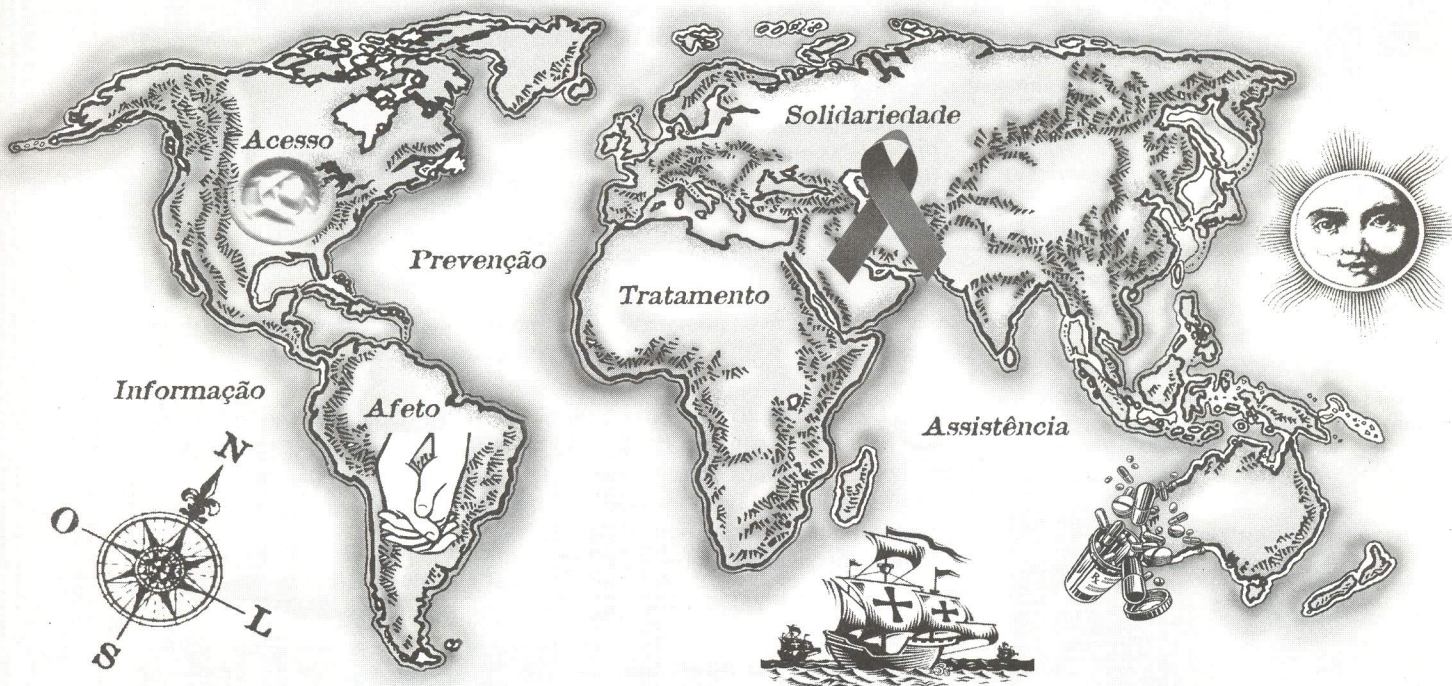 Solidariedade
Acesso
Prevenção
Tratamento
Informação
Afeto
Assistência
N
O
L
S